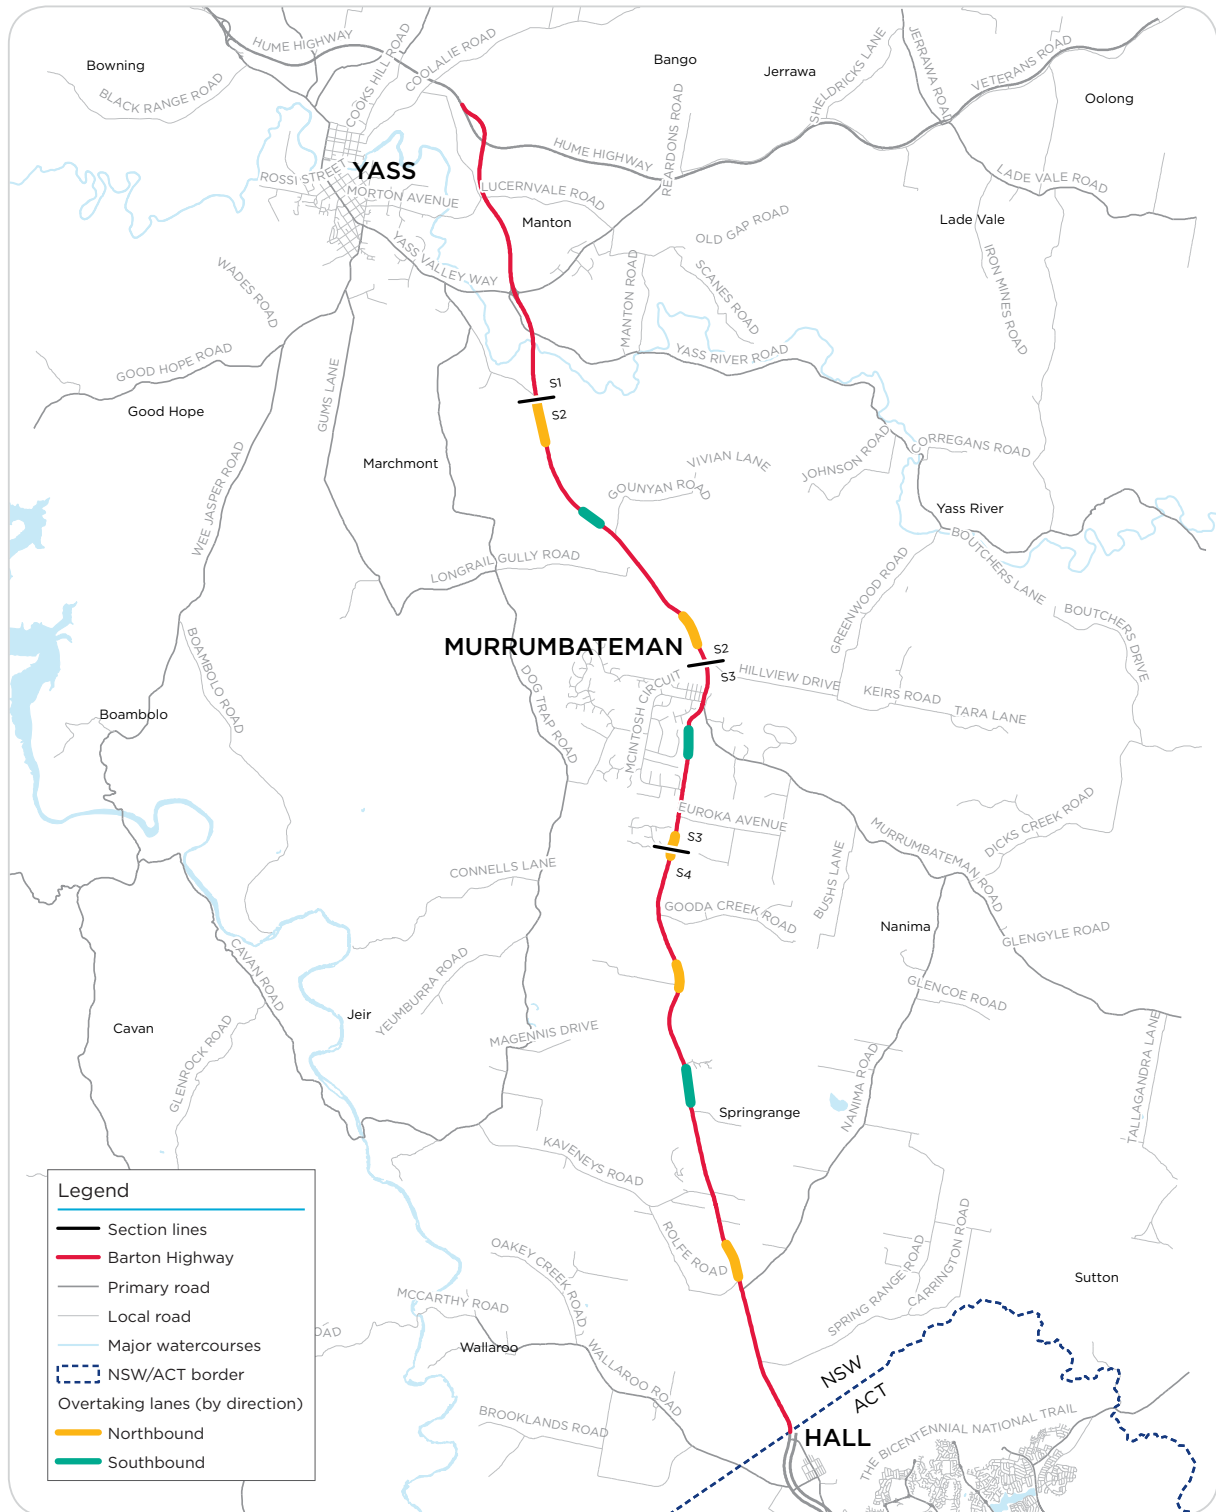 HUME HIGHWAY
COOKS HILL ROAD
COOLALIE ROAD
Bango
Jerrawa
SHELDRICKS LANE
JERRAWA ROAD
VETERANS ROAD
Oolong
Bowning
BLACK RANGE ROAD
REARDONS ROAD
HUME HIGHWAY
YASS
ROSSI STREET
MORTON AVENUE
LUCERNVALE ROAD
LADE VALE ROAD
Manton
OLD GAP ROAD
Lade Vale
YASS VALLEY WAY
WADES ROAD
MANTON ROAD
SCANES ROAD
IRON MINES ROAD
GOOD HOPE ROAD
YASS RIVER ROAD
GUMS LANE
S1
S2
Good Hope
CORREGANS ROAD
JOHNSON ROAD
Marchmont
VIVIAN LANE
GOUNYAN ROAD
WEE JASPER ROAD
Yass River
BOUTCHERS LANE
LONGRAIL GULLY ROAD
GREENWOOD ROAD
BOUTCHERS DRIVE
MURRUMBATEMAN
S2
S3
HILLVIEW DRIVE
KEIRS ROAD
TARA LANE
BOAMBOLO ROAD
DOG TRAP ROAD
MCINTOSH CIRCUIT
Boambolo
EUROKA AVENUE
S3
S4
MURRUMBATEMAN ROAD
DICKS CREEK ROAD
CONNELLS LANE
BUSHS LANE
GOODA CREEK ROAD
Nanima
GLENGYLE ROAD
CAVAN ROAD
YEUMBURRA ROAD
GLENCOE ROAD
Cavan
Jeir
MAGENNIS DRIVE
GLENROCK ROAD
NANIMA ROAD
TALLAGANDRA LANE
Springrange
KAVENEYS ROAD
ROLFE ROAD
OAKEY CREEK ROAD
SPRING RANGE ROAD
CARRINGTON ROAD
Sutton
MCCARTHY ROAD
OAD
Wallaroo
WALLAROO ROAD
NSW
ACT
BROOKLANDS ROAD
HALL
THE BICENTENNIAL NATIONAL TRAIL
Legend
Section lines
Barton Highway
Primary road
Local road
Major watercourses
NSW/ACT border
Overtaking lanes (by direction)
Northbound
Southbound